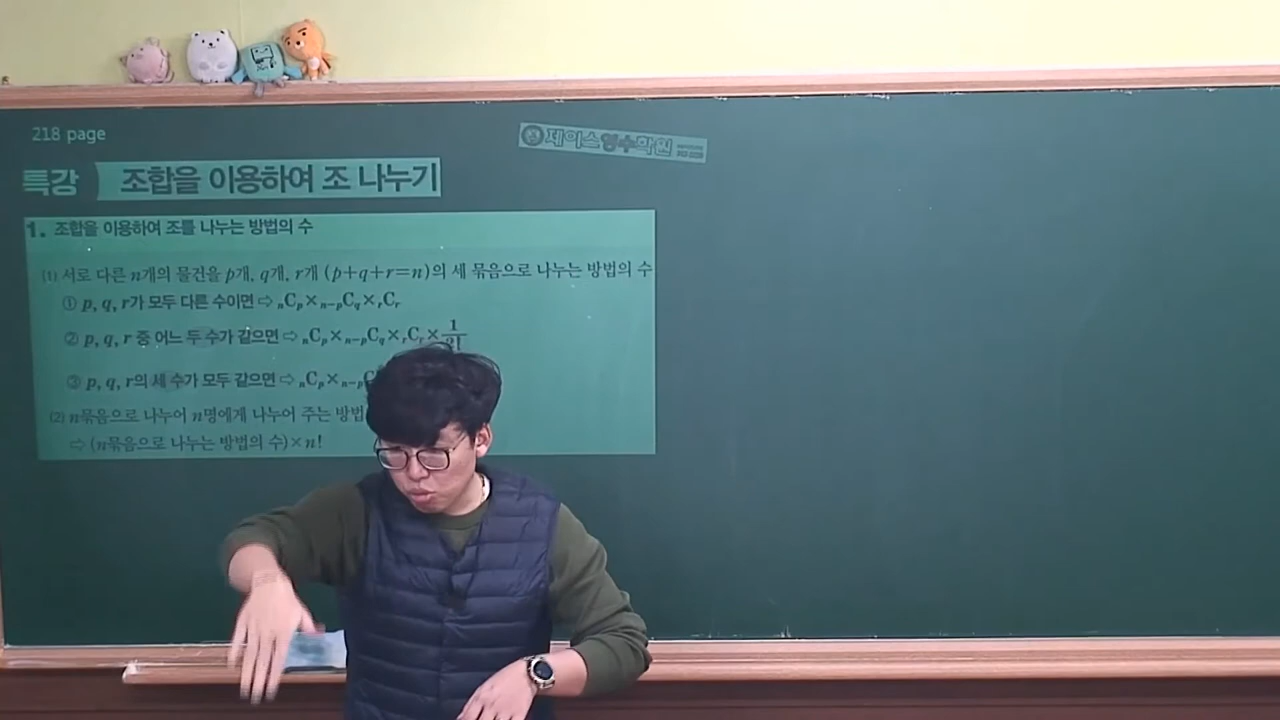 218 page
제이스영수학원
특강 조합을 이용하여 조 나누기
1. 조합을 이용하여 조를 나누는 방법의 수
(1) 서로 다른 n개의 물건을 p개, q개, r개 (p+q+r=n)의 세 묶음으로 나누는 방법의 수
① p, q, r가 모두 다른 수이면 ⇨ ₙCₚ×ₙ₋ₚC_q×ᵣCᵣ
② p, q, r 중 어느 두 수가 같으면 ⇨ ₙCₚ×ₙ₋ₚC_q×ᵣCᵣ×1/2!
③ p, q, r의 세 수가 모두 같으면 ⇨ ₙCₚ×ₙ₋ₚC
(2) n묶음으로 나누어 n명에게 나누어 주는 방법
⇨ (n묶음으로 나누는 방법의 수)×n!